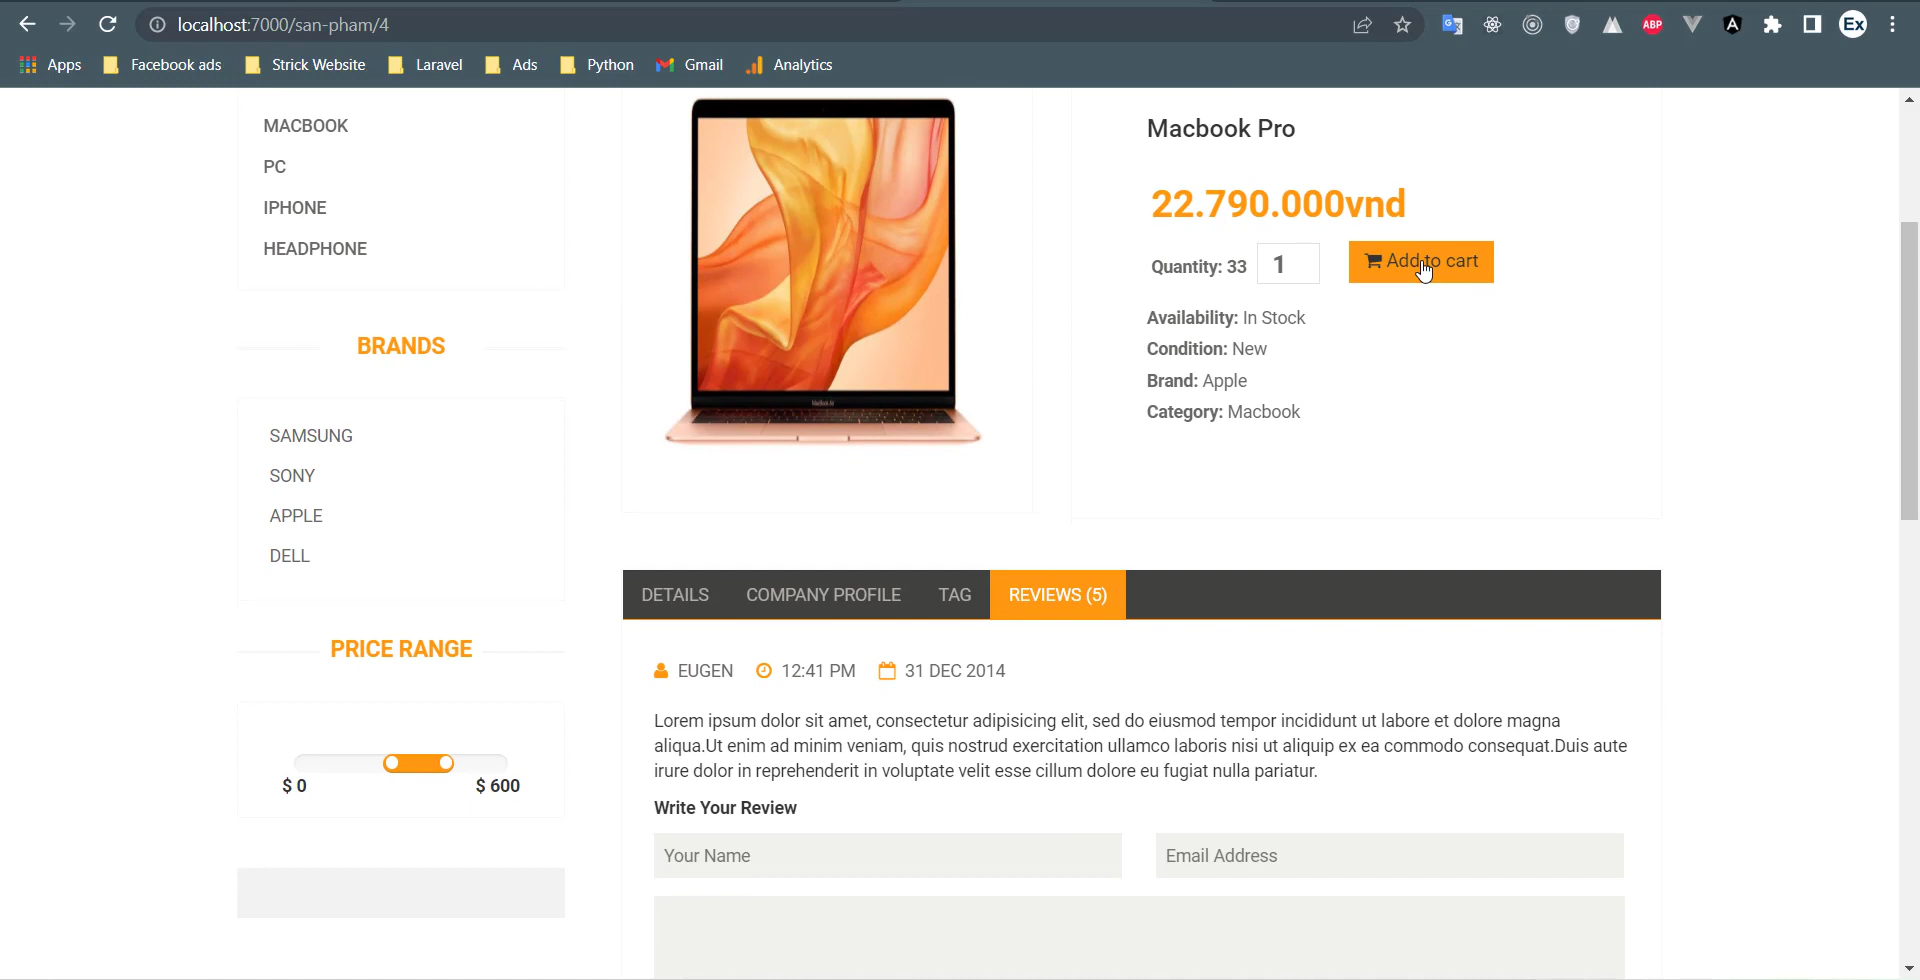 localhost:7000/san-pham/4
ABP
Ex
Apps
Facebook ads
Strick Website
Laravel
Ads
Python
Gmail
Analytics
MACBOOK
PC
IPHONE
HEADPHONE
BRANDS
SAMSUNG
SONY
APPLE
DELL
PRICE RANGE
$ 0
$ 600
Macbook Pro
22.790.000vnd
Quantity: 33
1
Add to cart
Availability: In Stock
Condition: New
Brand: Apple
Category: Macbook
DETAILS
COMPANY PROFILE
TAG
REVIEWS (5)
EUGEN
12:41 PM
31 DEC 2014
Lorem ipsum dolor sit amet, consectetur adipisicing elit, sed do eiusmod tempor incididunt ut labore et dolore magna
aliqua.Ut enim ad minim veniam, quis nostrud exercitation ullamco laboris nisi ut aliquip ex ea commodo consequat.Duis aute
irure dolor in reprehenderit in voluptate velit esse cillum dolore eu fugiat nulla pariatur.
Write Your Review
Your Name
Email Address